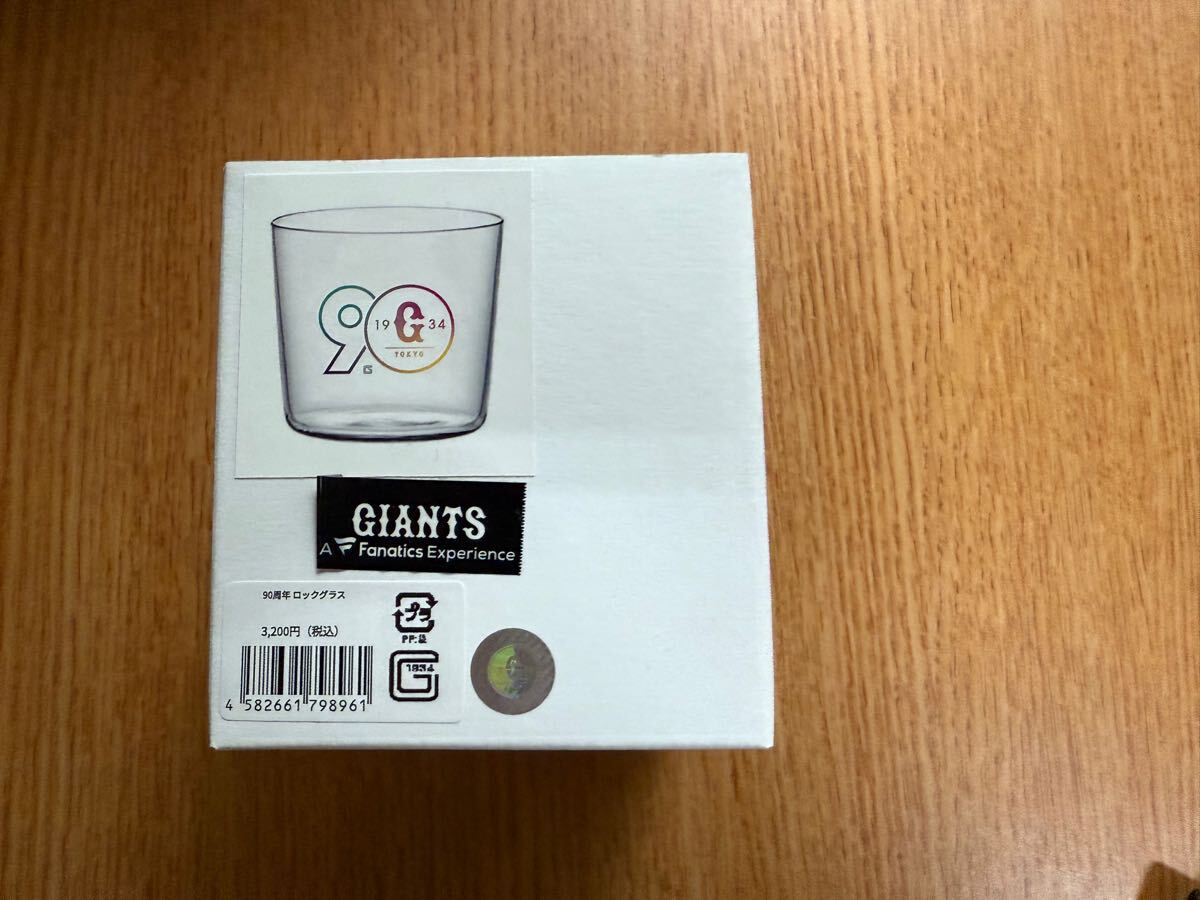 90
19 G 34
TOKYO
G
GIANTS
A Fanatics Experience
90周年 ロックグラス
3,200円（税込）
プラ
PP:袋
1934
4 582661 798961